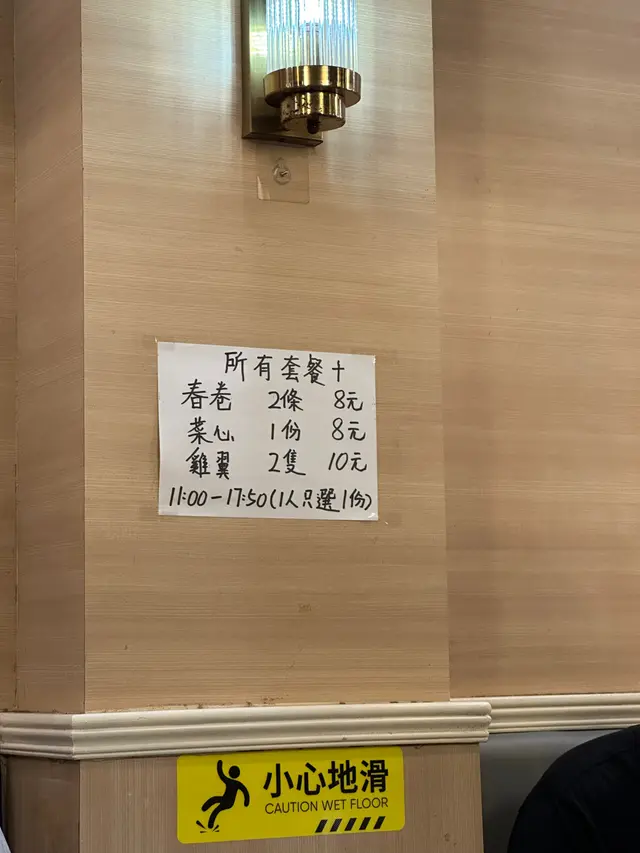 所有套餐+
春卷 2條 8元
菜心 1份 8元
雞翼 2隻 10元
11:00-17:50(1人只選1份)
小心地滑
CAUTION WET FLOOR